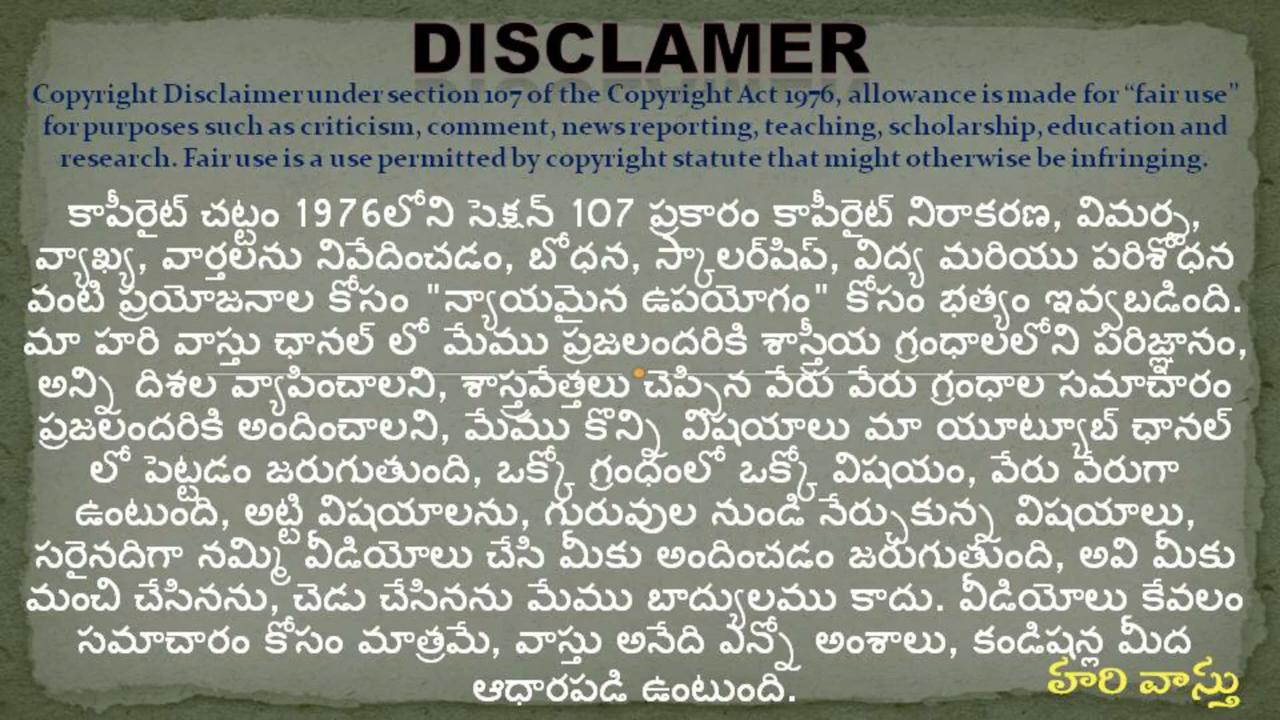 DISCLAMER
Copyright Disclaimer under section 107 of the Copyright Act 1976, allowance is made for “fair use”
for purposes such as criticism, comment, news reporting, teaching, scholarship, education and
research. Fair use is a use permitted by copyright statute that might otherwise be infringing.
కాపీరైట్ చట్టం 1976లోని సెక్షన్ 107 ప్రకారం కాపీరైట్ నిరాకరణ, విమర్శ,
వ్యాఖ్య, వార్తలను నివేదించడం, బోధన, స్కాలర్‌షిప్, విద్య మరియు పరిశోధన
వంటి ప్రయోజనాల కోసం "న్యాయమైన ఉపయోగం" కోసం భత్యం ఇవ్వబడింది.
మా హరి వాస్తు ఛానల్ లో మేము ప్రజలందరికి శాస్త్రీయ గ్రంధాలలోని పరిజ్ఞానం,
అన్ని దిశల వ్యాపించాలని, శాస్త్రవేత్తలు చెప్పిన వేరు వేరు గ్రంధాల సమాచారం
ప్రజలందరికి అందించాలని, మేము కొన్ని విషయాలు మా యూట్యూబ్ ఛానల్
లో పెట్టడం జరుగుతుంది, ఒక్కో గ్రంధంలో ఒక్కో విషయం, వేరు వేరుగా
ఉంటుంది, అట్టి విషయాలను, గురువుల నుండి నేర్చుకున్న విషయాలు,
సరైనదిగా నమ్మి వీడియోలు చేసి మీకు అందించడం జరుగుతుంది, అవి మీకు
మంచి చేసినను, చెడు చేసినను మేము బాద్యులము కాదు. వీడియోలు కేవలం
సమాచారం కోసం మాత్రమే, వాస్తు అనేది ఎన్నో అంశాలు, కండిషన్ల మీద
ఆధారపడి ఉంటుంది.
హరి వాస్తు